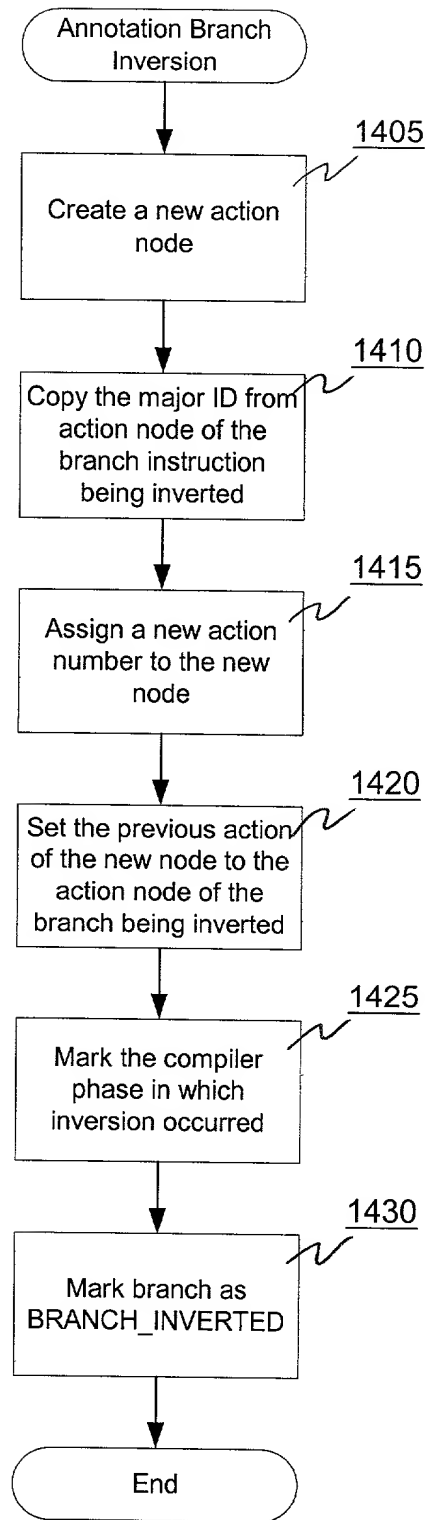 Annotation Branch
Inversion
1405
Create a new action
node
1410
Copy the major ID from
action node of the
branch instruction
being inverted
1415
Assign a new action
number to the new
node
1420
Set the previous action
of the new node to the
action node of the
branch being inverted
1425
Mark the compiler
phase in which
inversion occurred
1430
Mark branch as
BRANCH_INVERTED
End